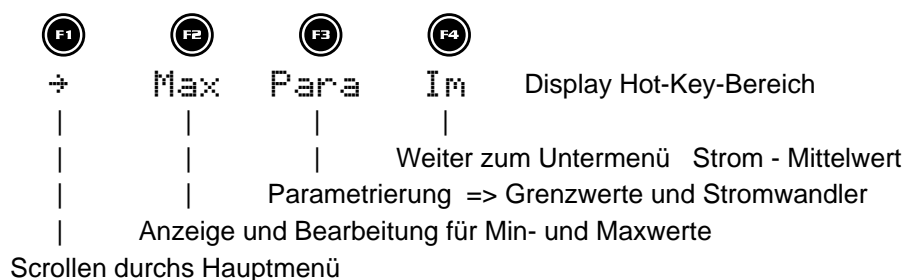 F1 F2 F3 F4
→ Max Para Im Display Hot-Key-Bereich
| | | |
| | | Weiter zum Untermenü Strom - Mittelwert
| | Parametrierung => Grenzwerte und Stromwandler
| Anzeige und Bearbeitung für Min- und Maxwerte
Scrollen durchs Hauptmenü